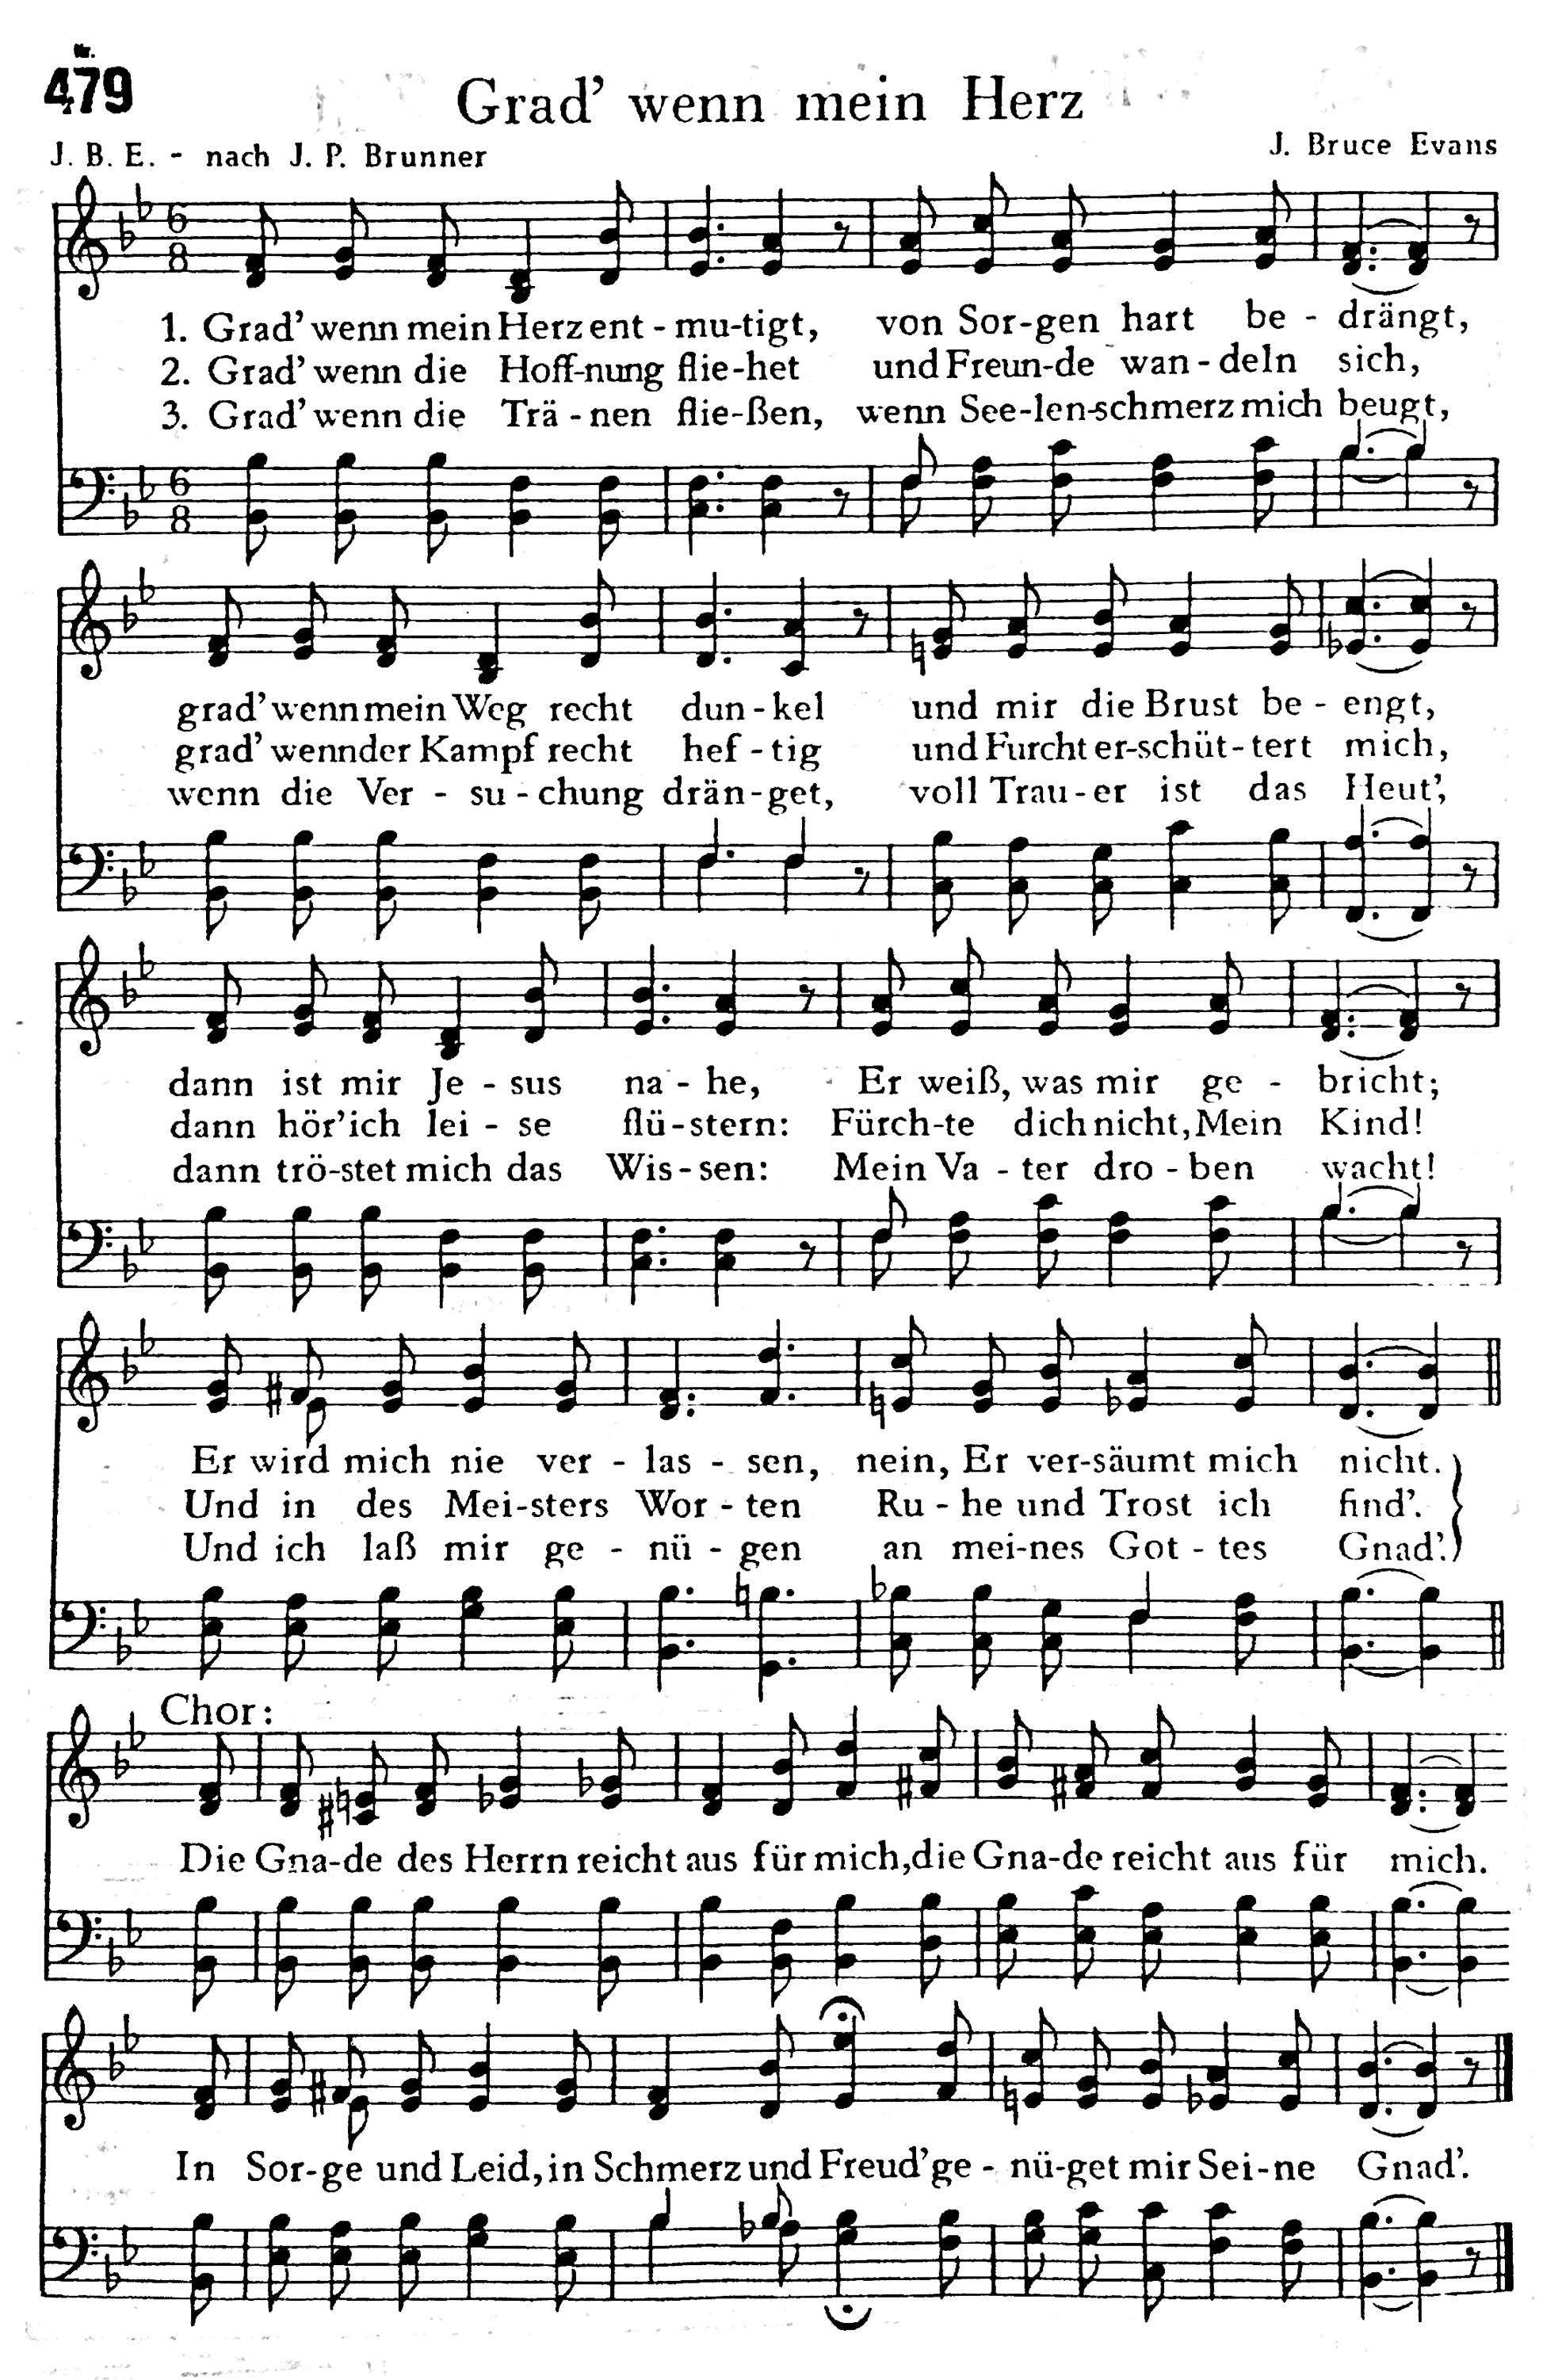 Nr.
479
Grad' wenn mein Herz
J. B. E. - nach J. P. Brunner
J. Bruce Evans
6
8
1. Grad' wenn mein Herz ent - mu-tigt, von Sor-gen hart be - drängt,
2. Grad' wenn die Hoff-nung flie-het und Freun-de wan-deln sich,
3. Grad' wenn die Trä - nen flie-ßen, wenn See-len-schmerz mich beugt,
6
8
grad' wenn mein Weg recht dun-kel und mir die Brust be - engt,
grad' wenn der Kampf recht hef-tig und Furcht er-schüt-tert mich,
wenn die Ver - su - chung drän-get, voll Trau-er ist das Heut',
dann ist mir Je - sus na - he, Er weiß, was mir ge - bricht;
dann hör' ich lei - se flü-stern: Fürch-te dich nicht, Mein Kind!
dann trö-stet mich das Wis-sen: Mein Va - ter dro - ben wacht!
Er wird mich nie ver - las - sen, nein, Er ver-säumt mich nicht.
Und in des Mei-sters Wor - ten Ru - he und Trost ich find'.
Und ich laß mir ge - nü - gen an mei-nes Got - tes Gnad'.
Chor:
Die Gna-de des Herrn reicht aus für mich, die Gna-de reicht aus für mich.
In Sor-ge und Leid, in Schmerz und Freud' ge - nü-get mir Sei-ne Gnad'.